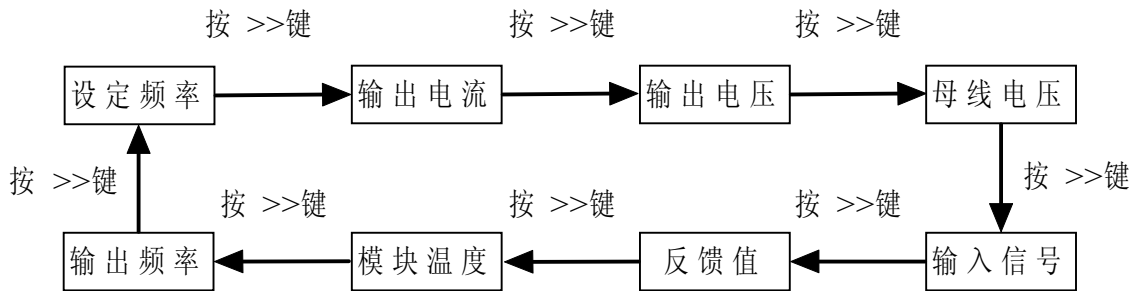 按 >>键
按 >>键
按 >>键
设定频率
输出电流
输出电压
母线电压
按 >>键
按 >>键
按 >>键
按 >>键
按 >>键
输出频率
模块温度
反馈值
输入信号